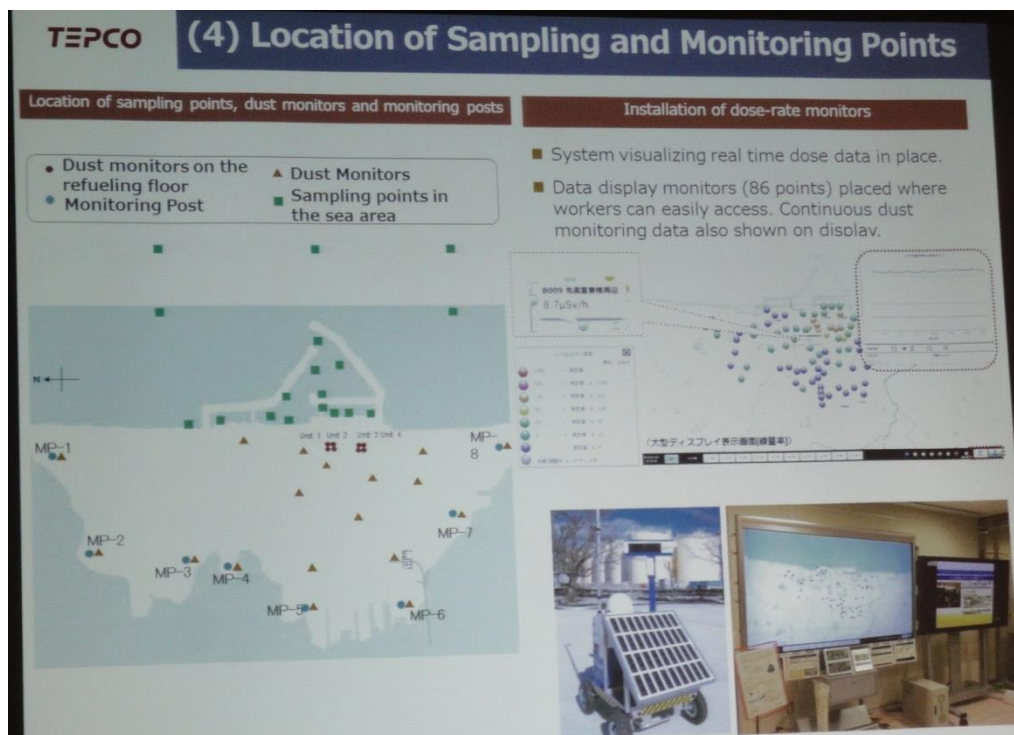 TEPCO
(4) Location of Sampling and Monitoring Points
Location of sampling points, dust monitors and monitoring posts
Installation of dose-rate monitors
Dust monitors on the
refueling floor
Monitoring Post
Dust Monitors
Sampling points in
the sea area
System visualizing real time dose data in place.
Data display monitors (86 points) placed where
workers can easily access. Continuous dust
monitoring data also shown on display.
8.7μSv/h
N
Unit 1 Unit 2 Unit 3 Unit 4
MP-1
MP-
8
MP-2
MP-3
MP-4
MP-5
MP-6
MP-7
(大型ディスプレイ表示画面[線量率])